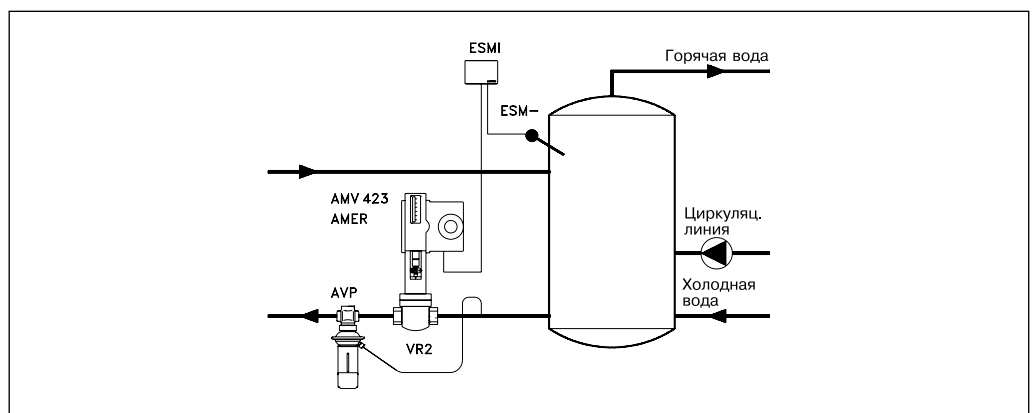 ESMI
Горячая вода
ESM-
AMV 423
AMER
Циркуляц.
линия
AVP
Холодная
вода
VR2